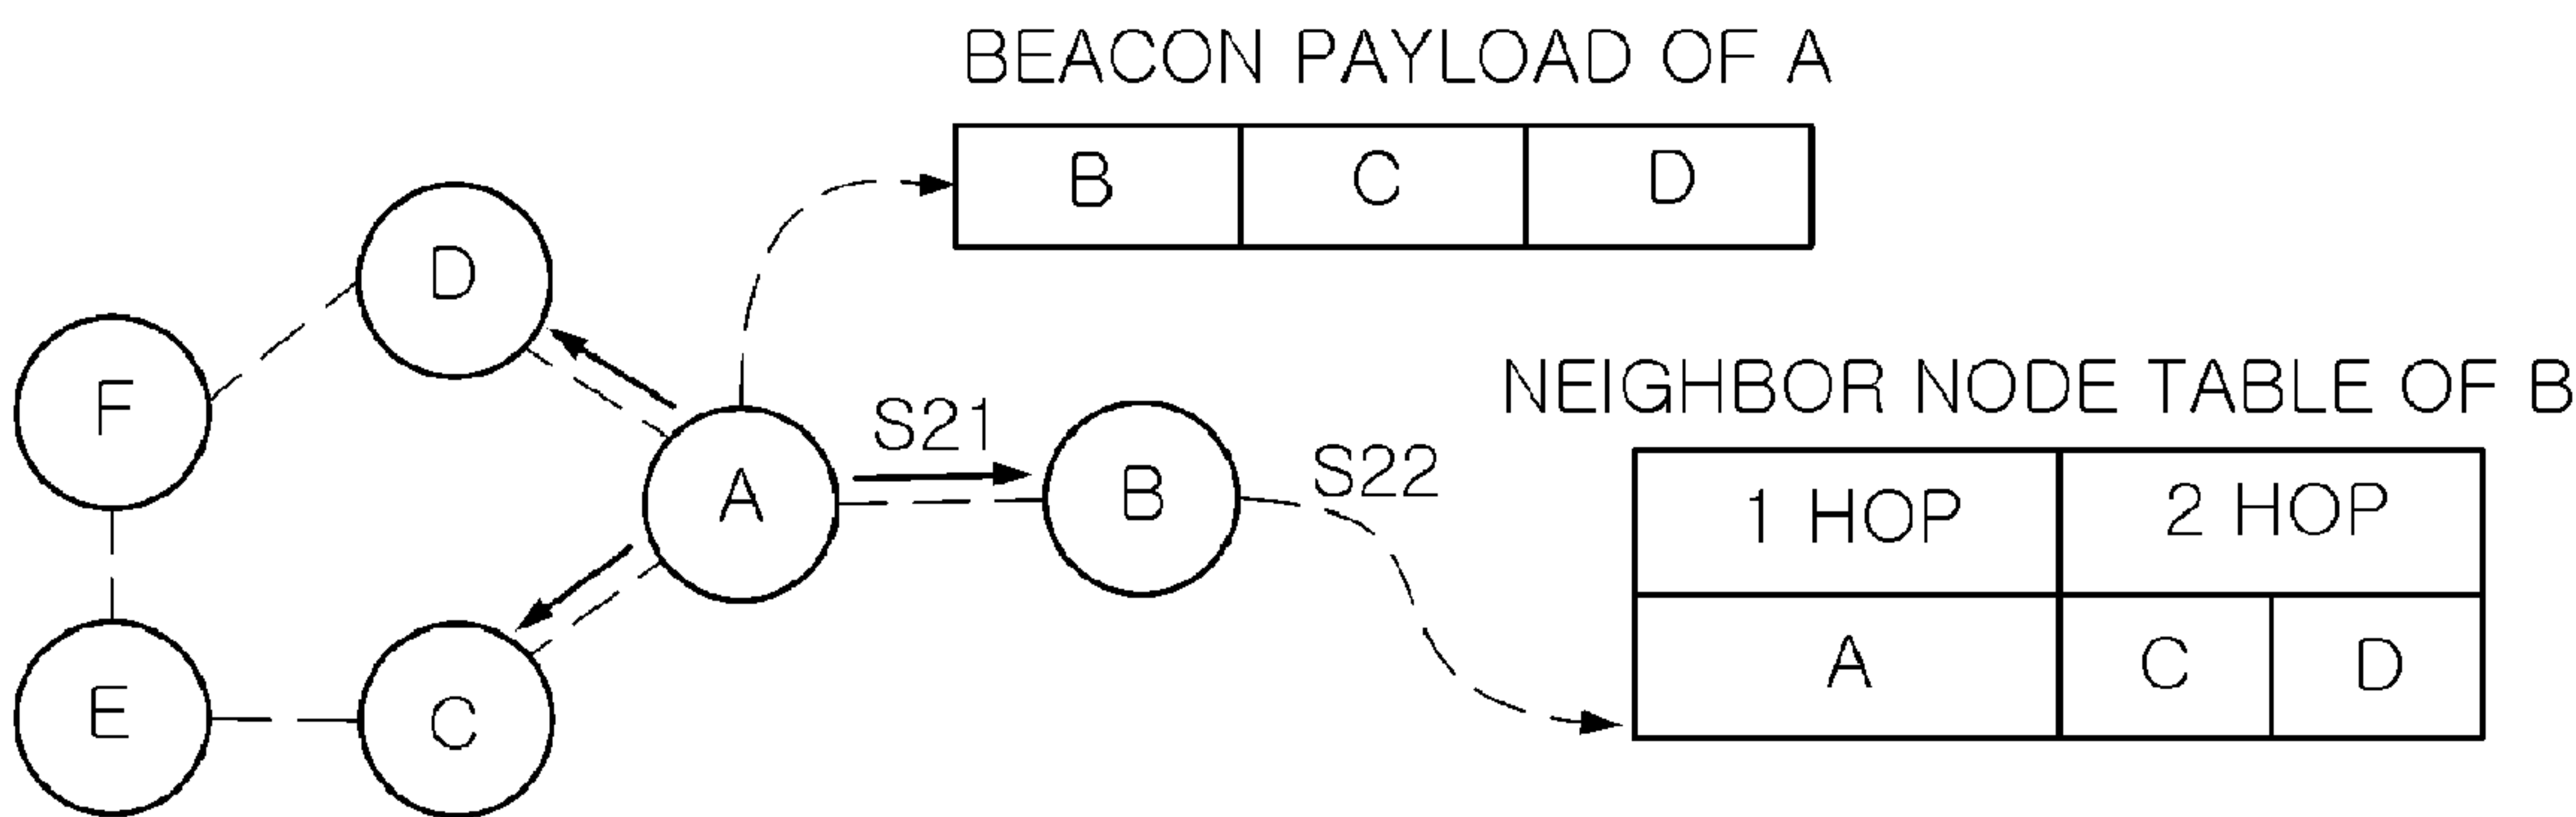 BEACON PAYLOAD OF A
B C D
D
F
NEIGHBOR NODE TABLE OF B
S21
A
B
S22
1 HOP 2 HOP
A C D
E
C